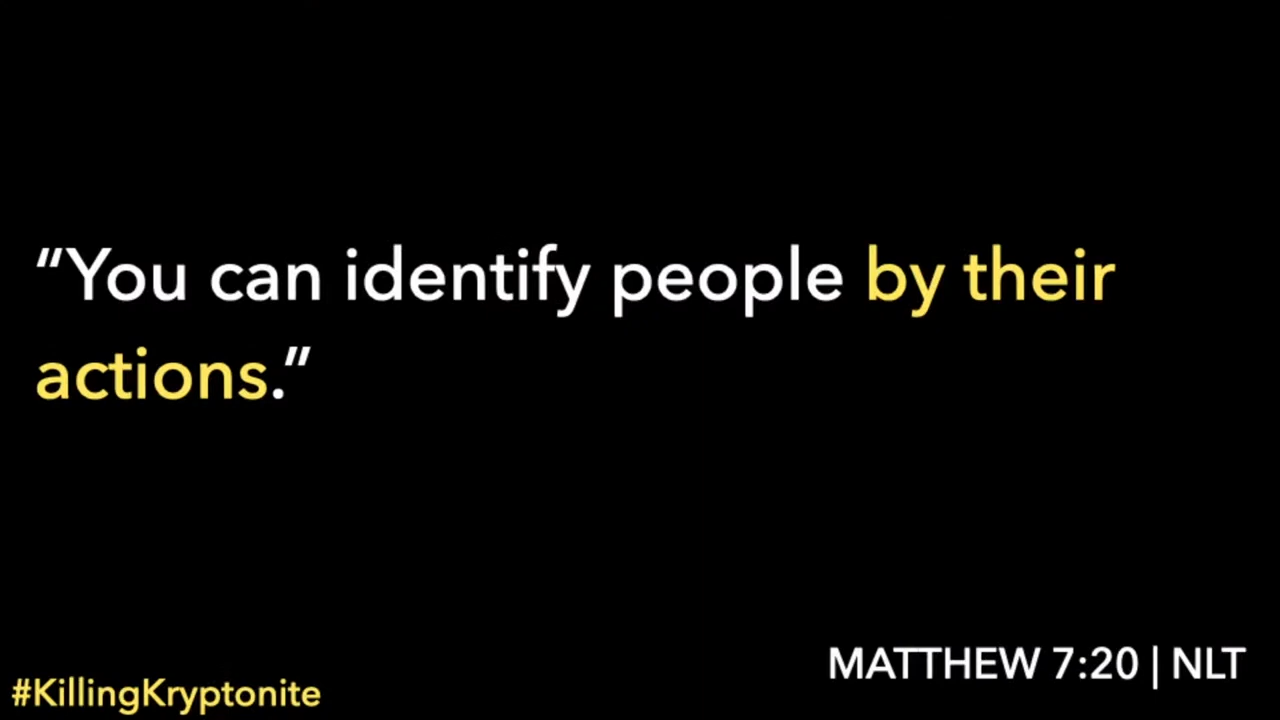 “You can identify people by their
actions.”
MATTHEW 7:20 | NLT
#KillingKryptonite